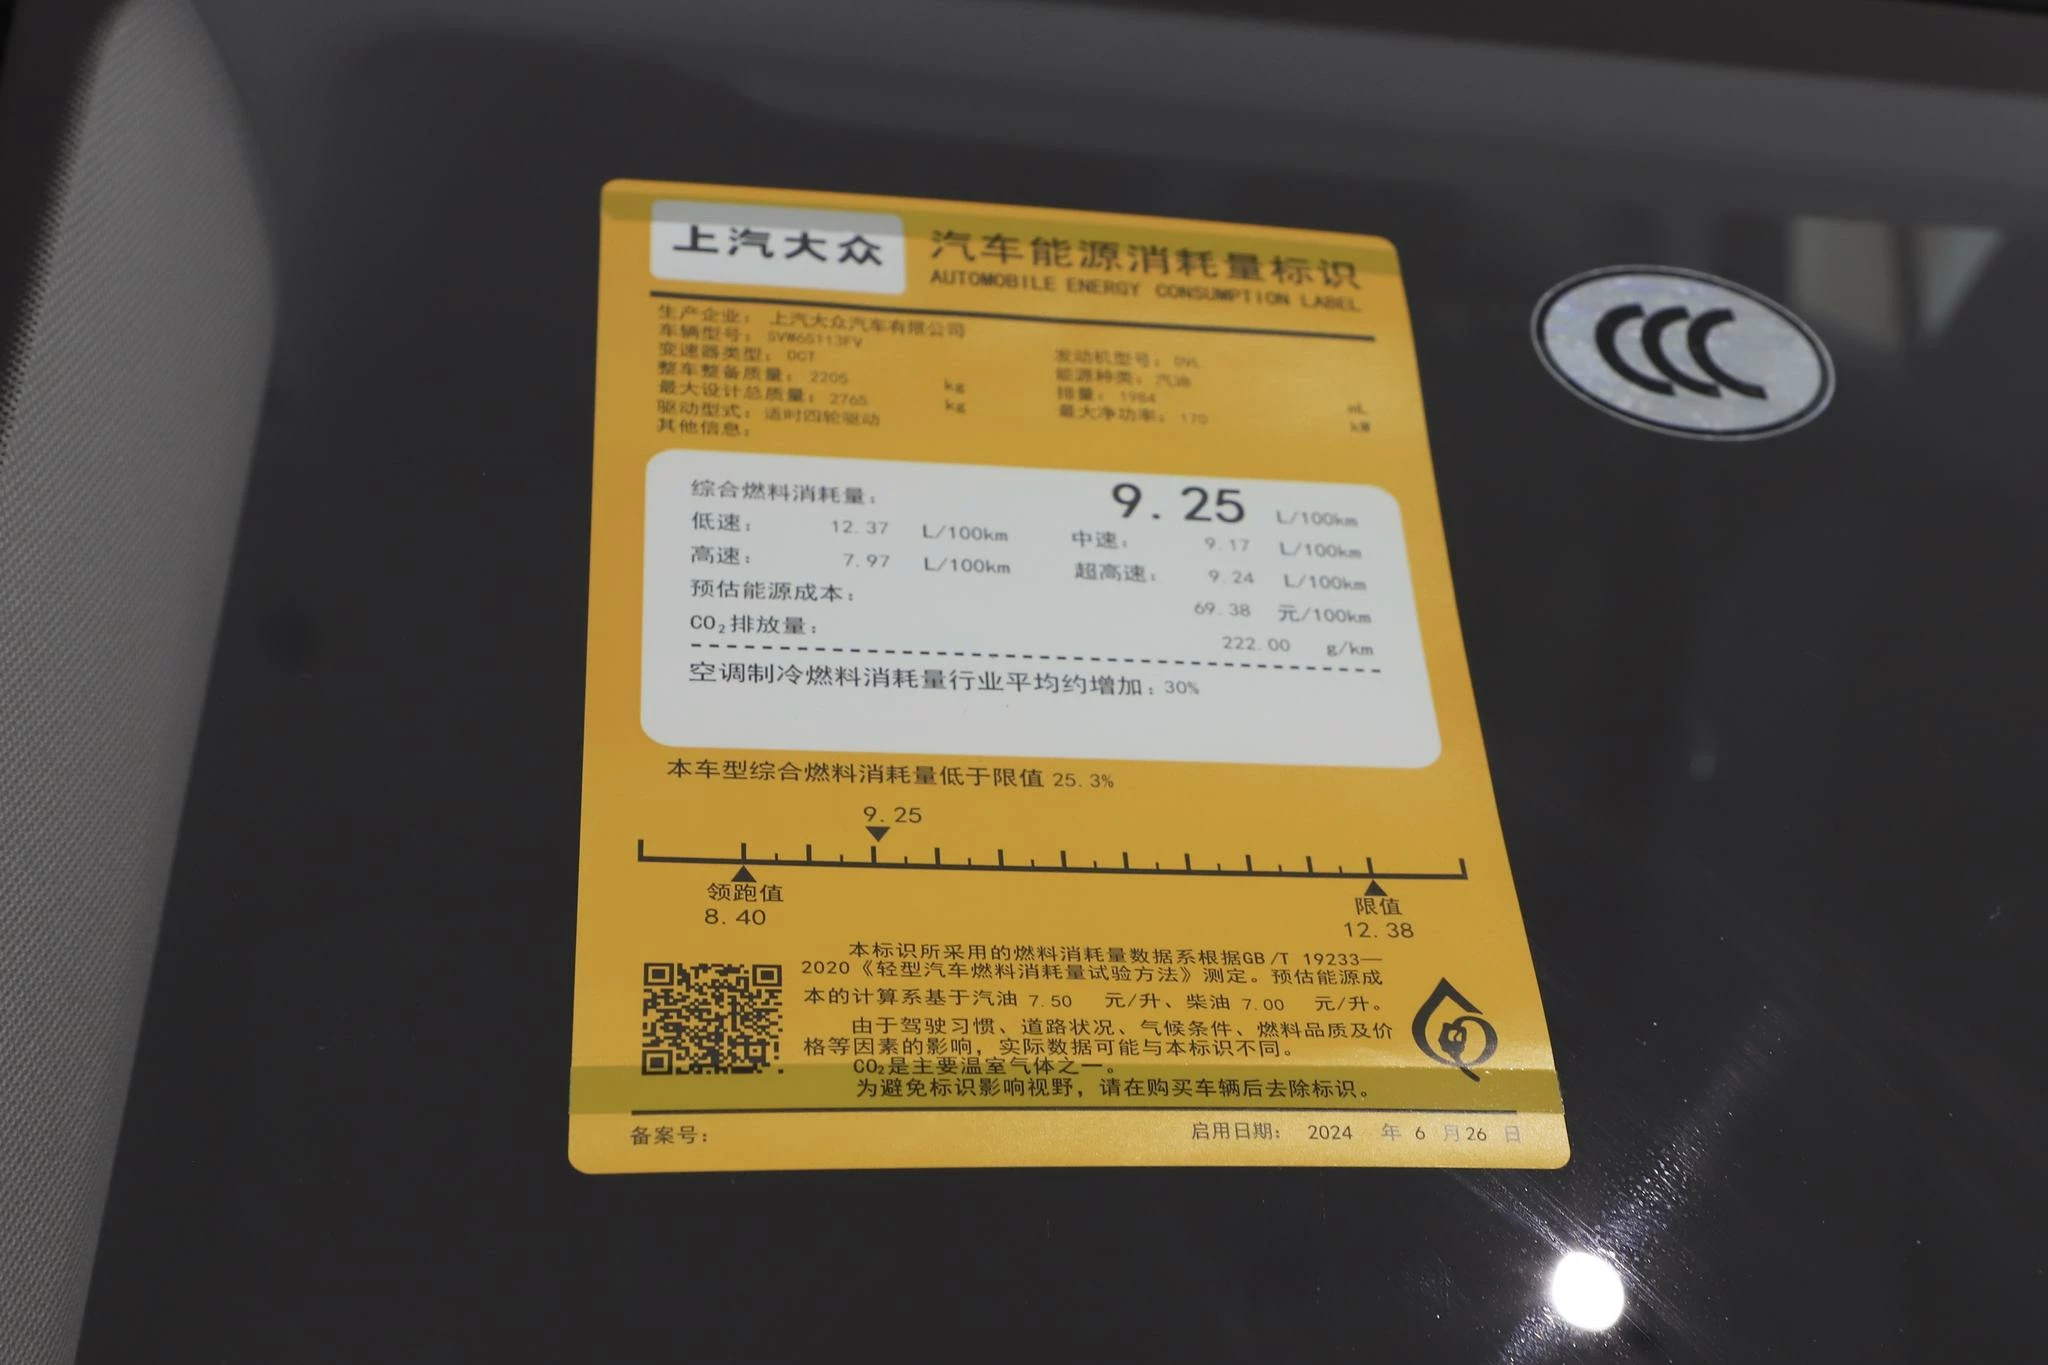 上汽大众
汽车能源消耗量标识
AUTOMOBILE ENERGY CONSUMPTION LABEL
生产企业: 上汽大众汽车有限公司
车辆型号: SVW65113FV
变速器类型: DCT 发动机型号:
整车整备质量: 2205 kg 能源种类: 汽油
最大设计总质量: 2765 kg 排量: 1984 mL
驱动型式: 适时四轮驱动 最大净功率: 170 kW
其他信息:
综合燃料消耗量: 9.25 L/100km
低速: 12.37 L/100km 中速: 9.17 L/100km
高速: 7.97 L/100km 超高速: 9.24 L/100km
预估能源成本: 69.38 元/100km
CO₂排放量: 222.00 g/km
空调制冷燃料消耗量行业平均约增加: 30%
本车型综合燃料消耗量低于限值 25.3%
9.25
领跑值 限值
8.40 12.38
本标识所采用的燃料消耗量数据系根据GB/T 19233—
2020《轻型汽车燃料消耗量试验方法》测定。预估能源成
本的计算系基于汽油 7.50 元/升、柴油 7.00 元/升。
由于驾驶习惯、道路状况、气候条件、燃料品质及价
格等因素的影响，实际数据可能与本标识不同。
CO₂是主要温室气体之一。
为避免标识影响视野，请在购买车辆后去除标识。
备案号: 启用日期: 2024 年 6 月 26 日
CCC